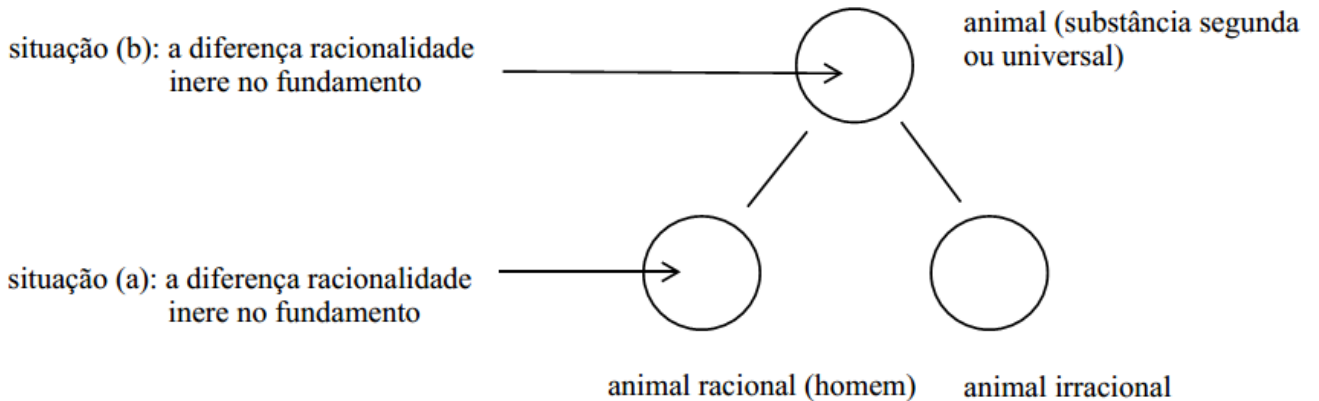 animal (substância segunda
ou universal)
situação (b): a diferença racionalidade
inere no fundamento
situação (a): a diferença racionalidade
inere no fundamento
animal racional (homem)
animal irracional